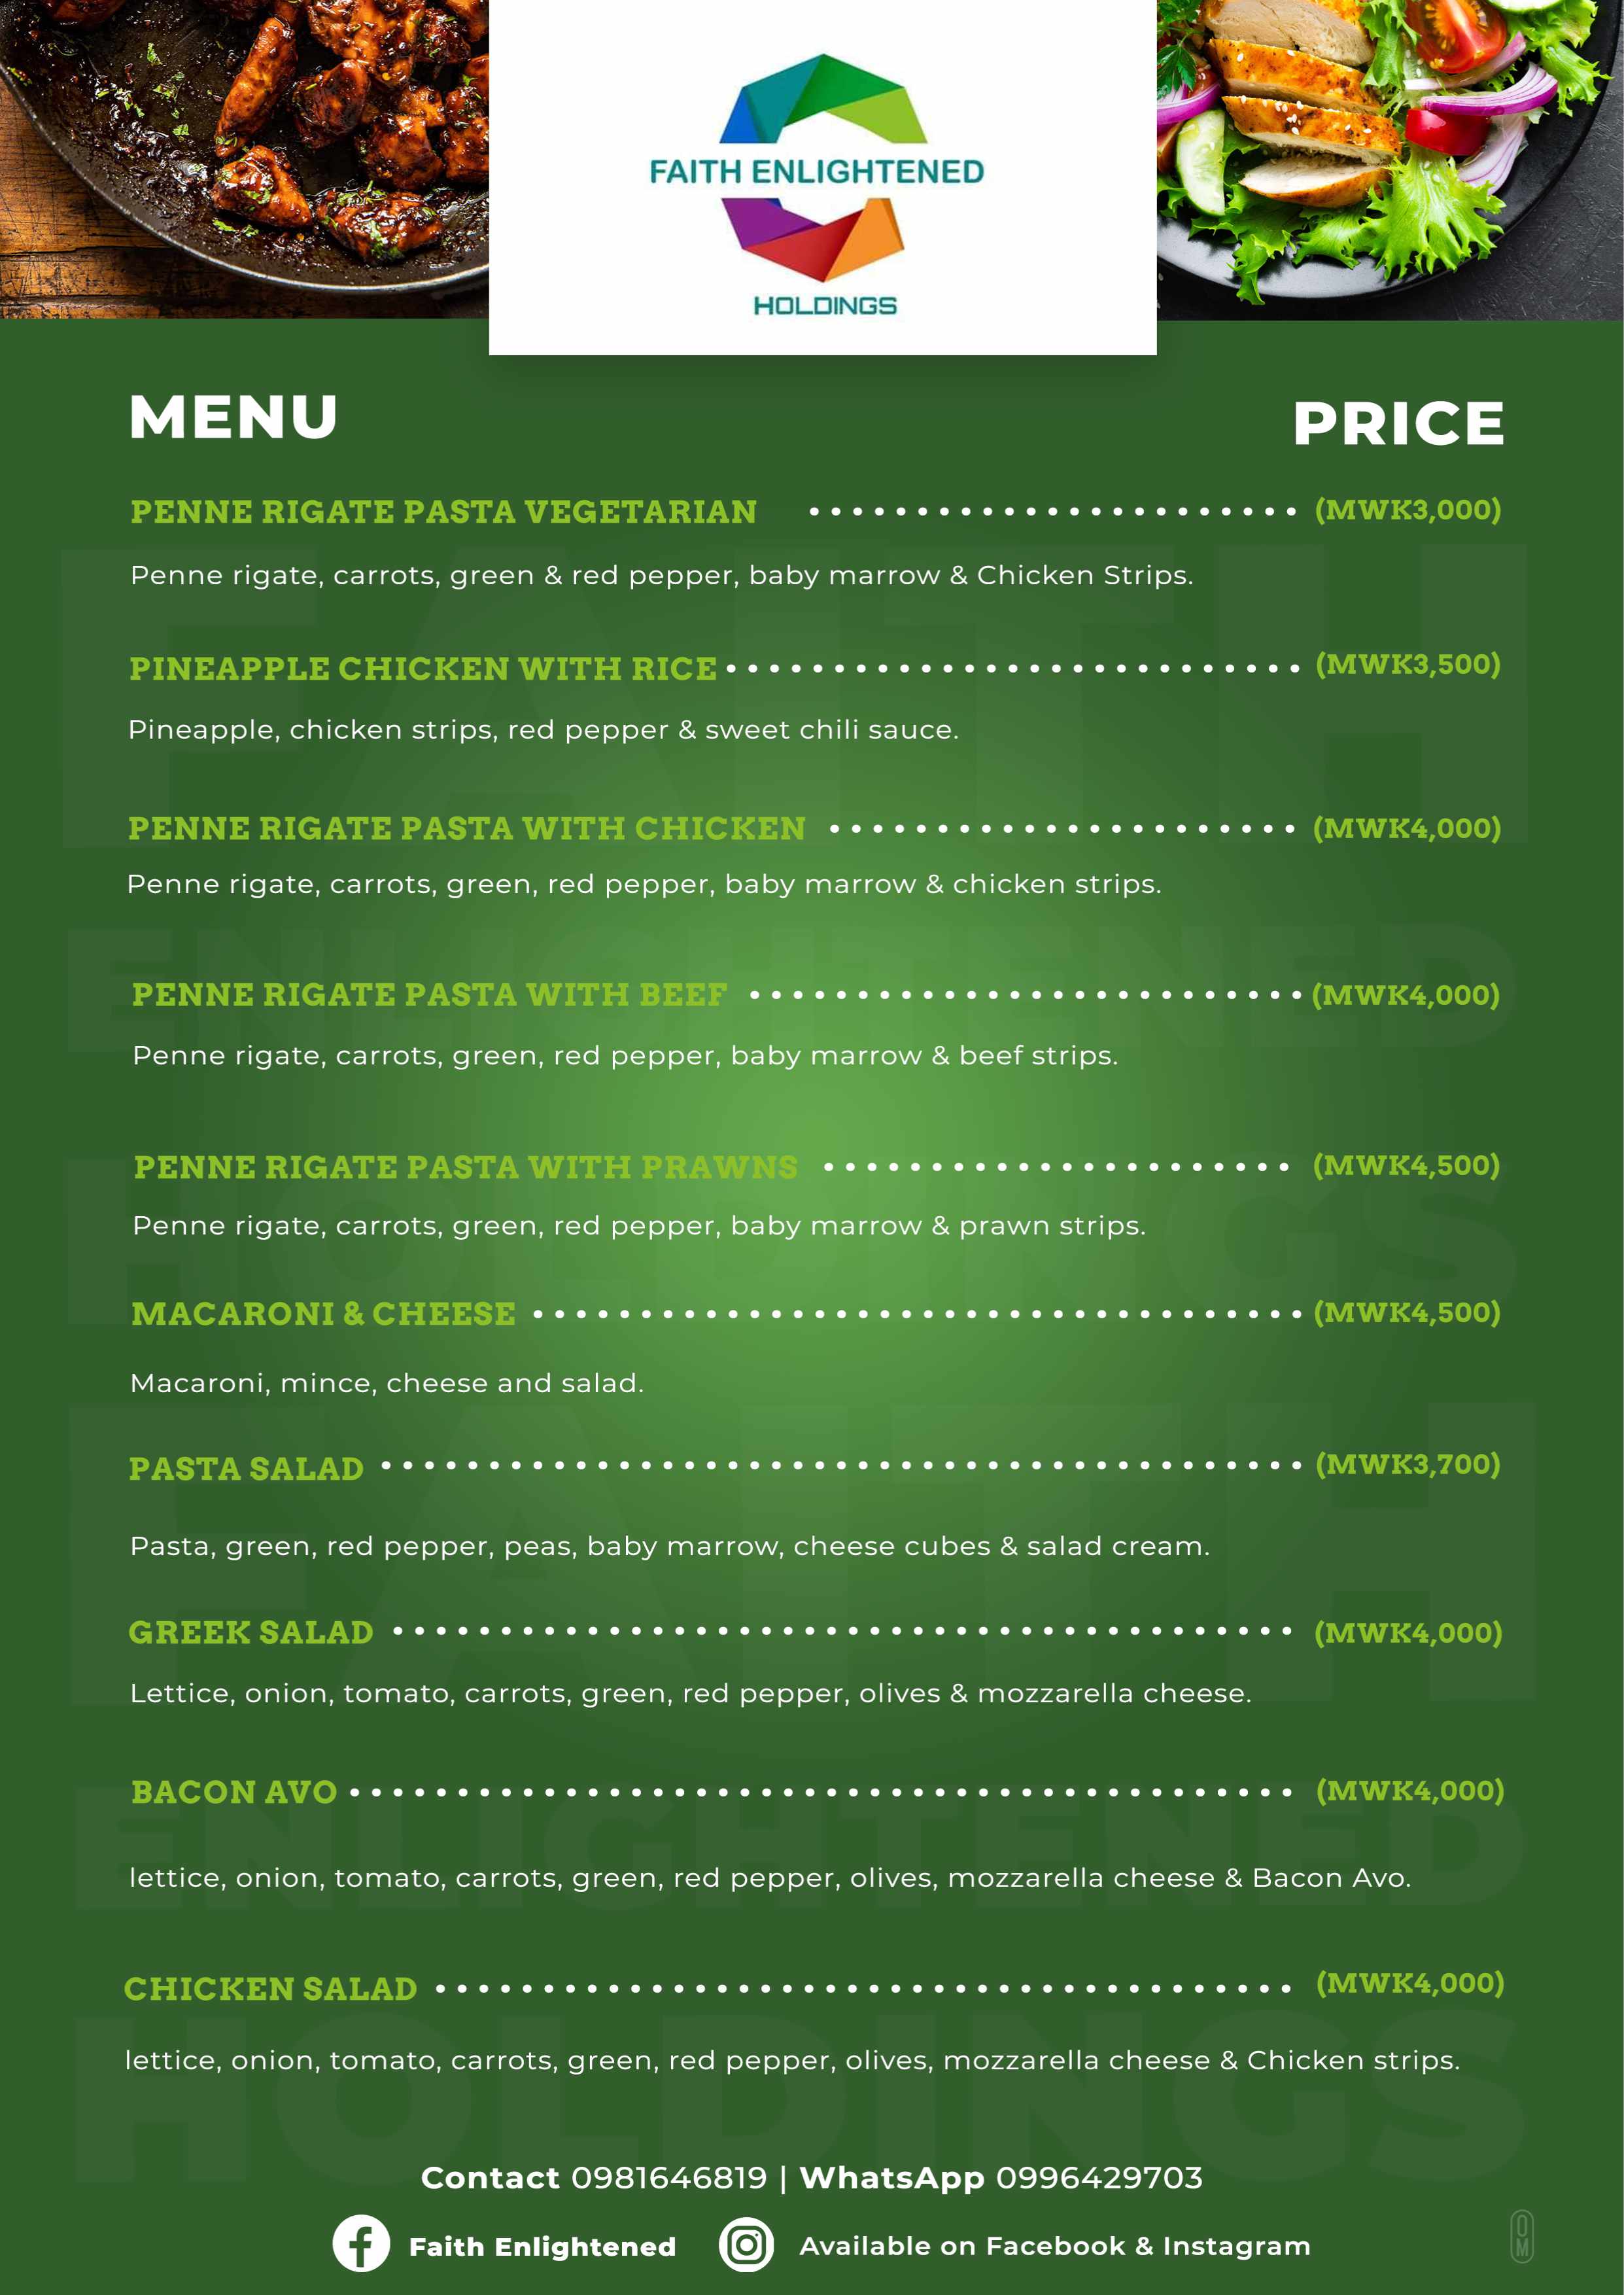 FAITH ENLIGHTENED
HOLDINGS
MENU
PRICE
PENNE RIGATE PASTA VEGETARIAN (MWK3,000)
Penne rigate, carrots, green & red pepper, baby marrow & Chicken Strips.
PINEAPPLE CHICKEN WITH RICE (MWK3,500)
Pineapple, chicken strips, red pepper & sweet chili sauce.
PENNE RIGATE PASTA WITH CHICKEN (MWK4,000)
Penne rigate, carrots, green, red pepper, baby marrow & chicken strips.
PENNE RIGATE PASTA WITH BEEF (MWK4,000)
Penne rigate, carrots, green, red pepper, baby marrow & beef strips.
PENNE RIGATE PASTA WITH PRAWNS (MWK4,500)
Penne rigate, carrots, green, red pepper, baby marrow & prawn strips.
MACARONI & CHEESE (MWK4,500)
Macaroni, mince, cheese and salad.
PASTA SALAD (MWK3,700)
Pasta, green, red pepper, peas, baby marrow, cheese cubes & salad cream.
GREEK SALAD (MWK4,000)
Lettice, onion, tomato, carrots, green, red pepper, olives & mozzarella cheese.
BACON AVO (MWK4,000)
lettice, onion, tomato, carrots, green, red pepper, olives, mozzarella cheese & Bacon Avo.
CHICKEN SALAD (MWK4,000)
lettice, onion, tomato, carrots, green, red pepper, olives, mozzarella cheese & Chicken strips.
Contact 0981646819 | WhatsApp 0996429703
Faith Enlightened
Available on Facebook & Instagram
OM
FAITH
ENLIGHTENED
HOLDINGS
FAITH
ENLIGHTENED
HOLDINGS